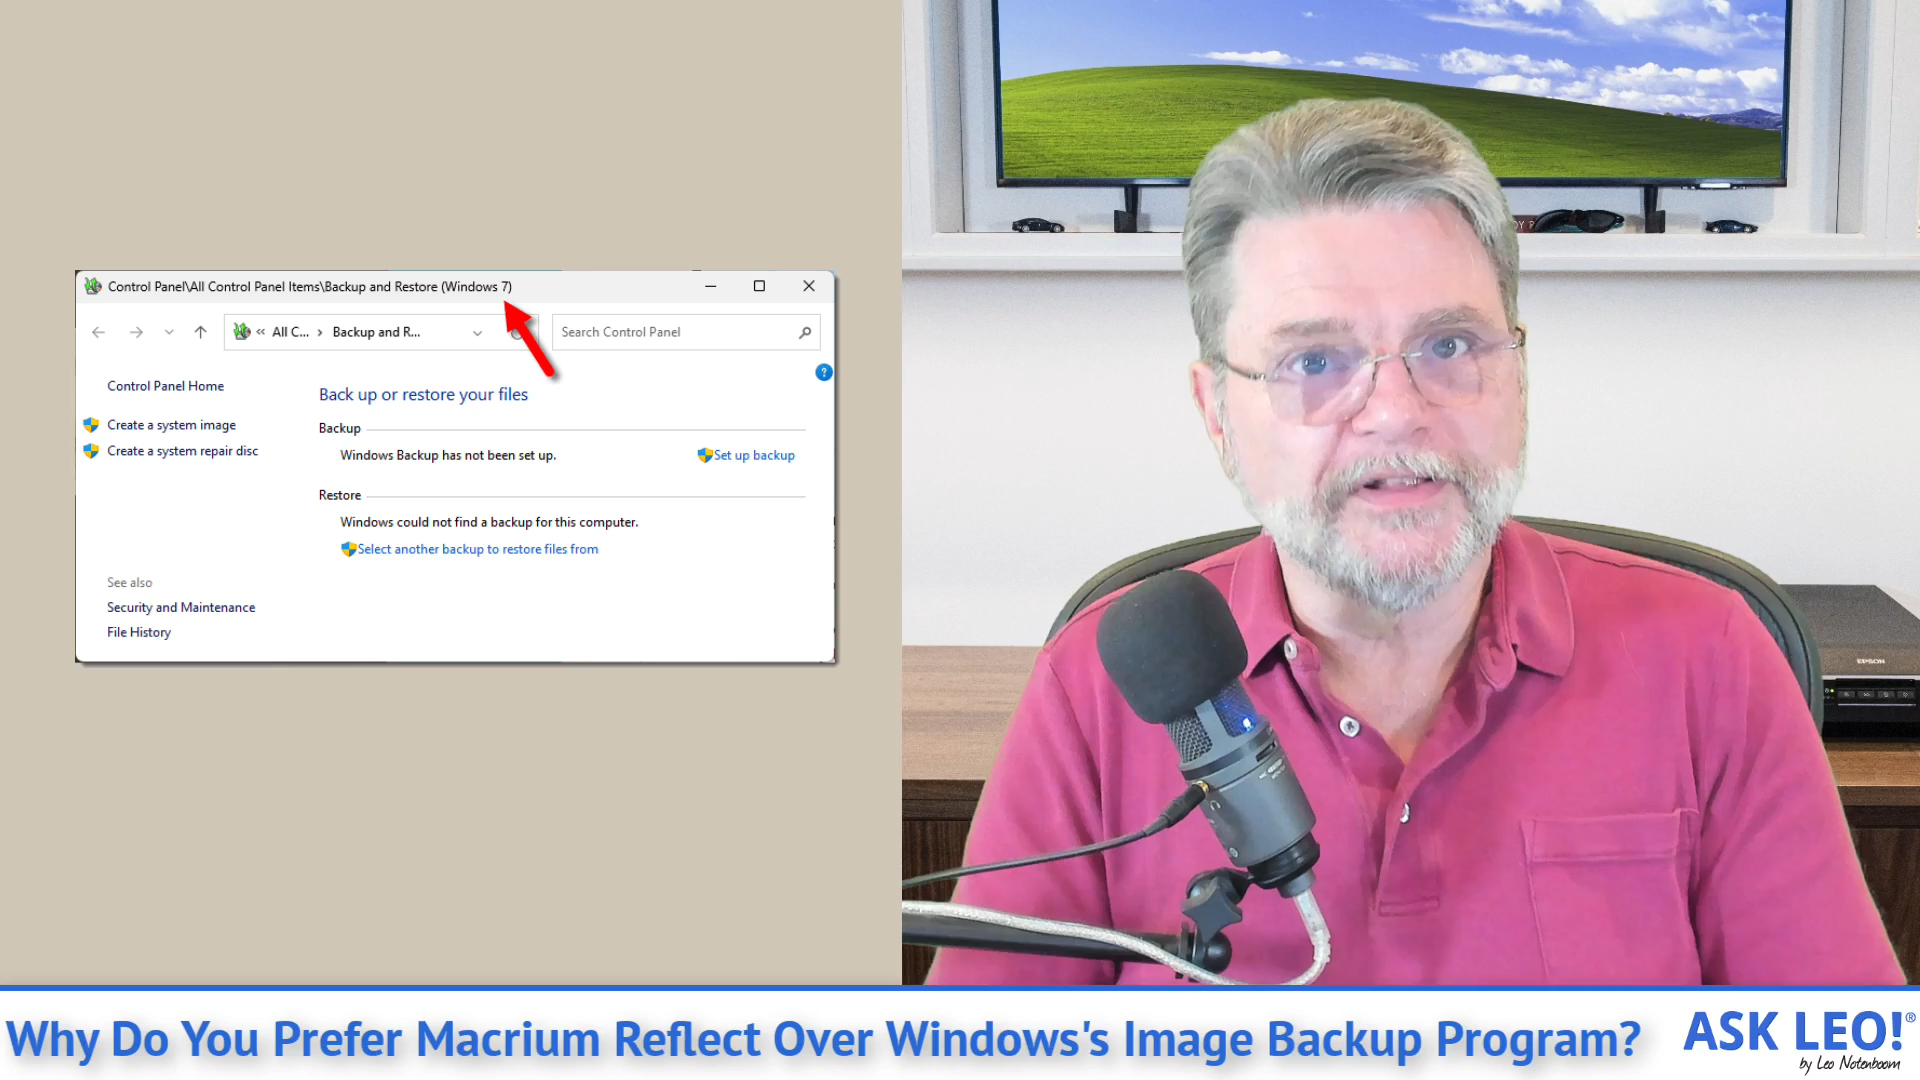 Control Panel\All Control Panel Items\Backup and Restore (Windows 7)
« All C... › Backup and R...
Search Control Panel
Control Panel Home
Create a system image
Create a system repair disc
Back up or restore your files
Backup
Windows Backup has not been set up.
Set up backup
Restore
Windows could not find a backup for this computer.
Select another backup to restore files from
See also
Security and Maintenance
File History
?
EPSON
Why Do You Prefer Macrium Reflect Over Windows's Image Backup Program?
ASK LEO!®
by Leo Notenboom